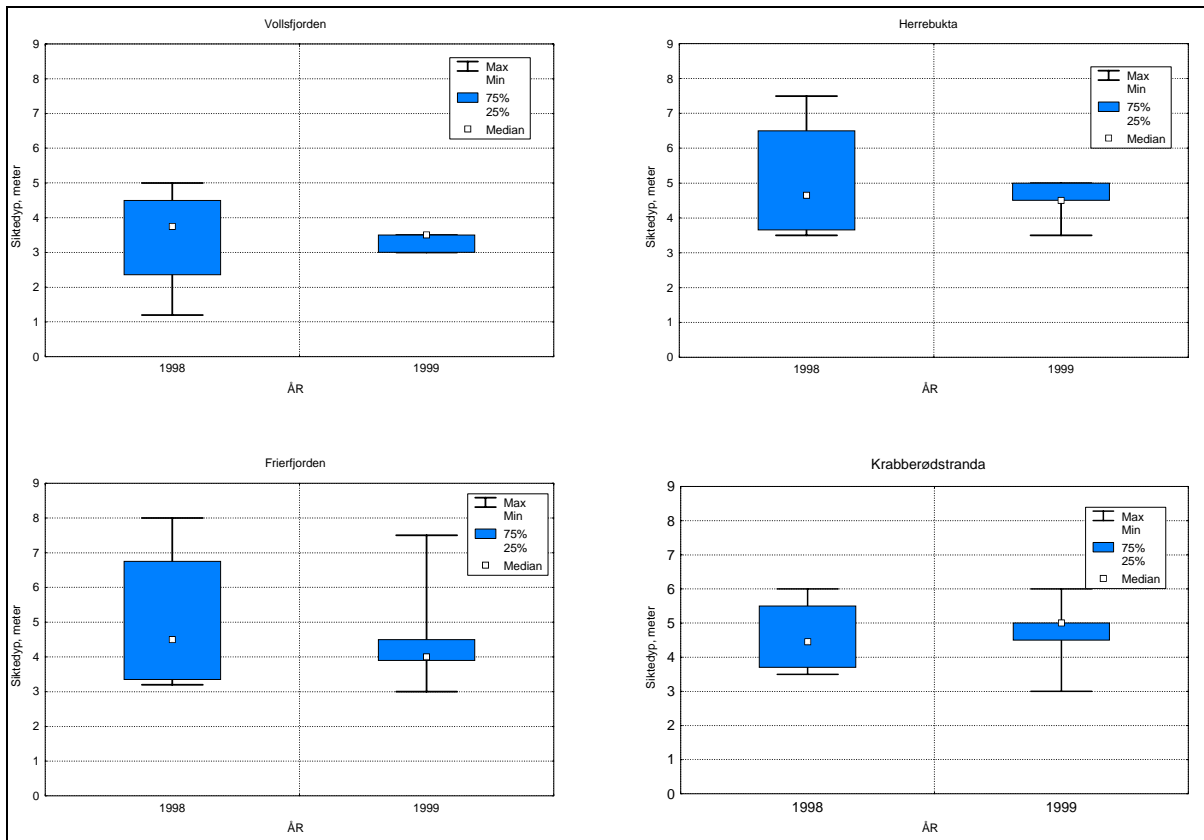 Vollsfjorden
Siktedyp, meter
9
8
7
6
5
4
3
2
1
0
1998 1999
ÅR
Max
Min
75%
25%
Median
Herrebukta
Siktedyp, meter
9
8
7
6
5
4
3
2
1
0
1998 1999
ÅR
Max
Min
75%
25%
Median
Frierfjorden
Siktedyp, meter
9
8
7
6
5
4
3
2
1
0
1998 1999
ÅR
Max
Min
75%
25%
Median
Krabberødstranda
Siktedyp, meter
9
8
7
6
5
4
3
2
1
0
1998 1999
ÅR
Max
Min
75%
25%
Median